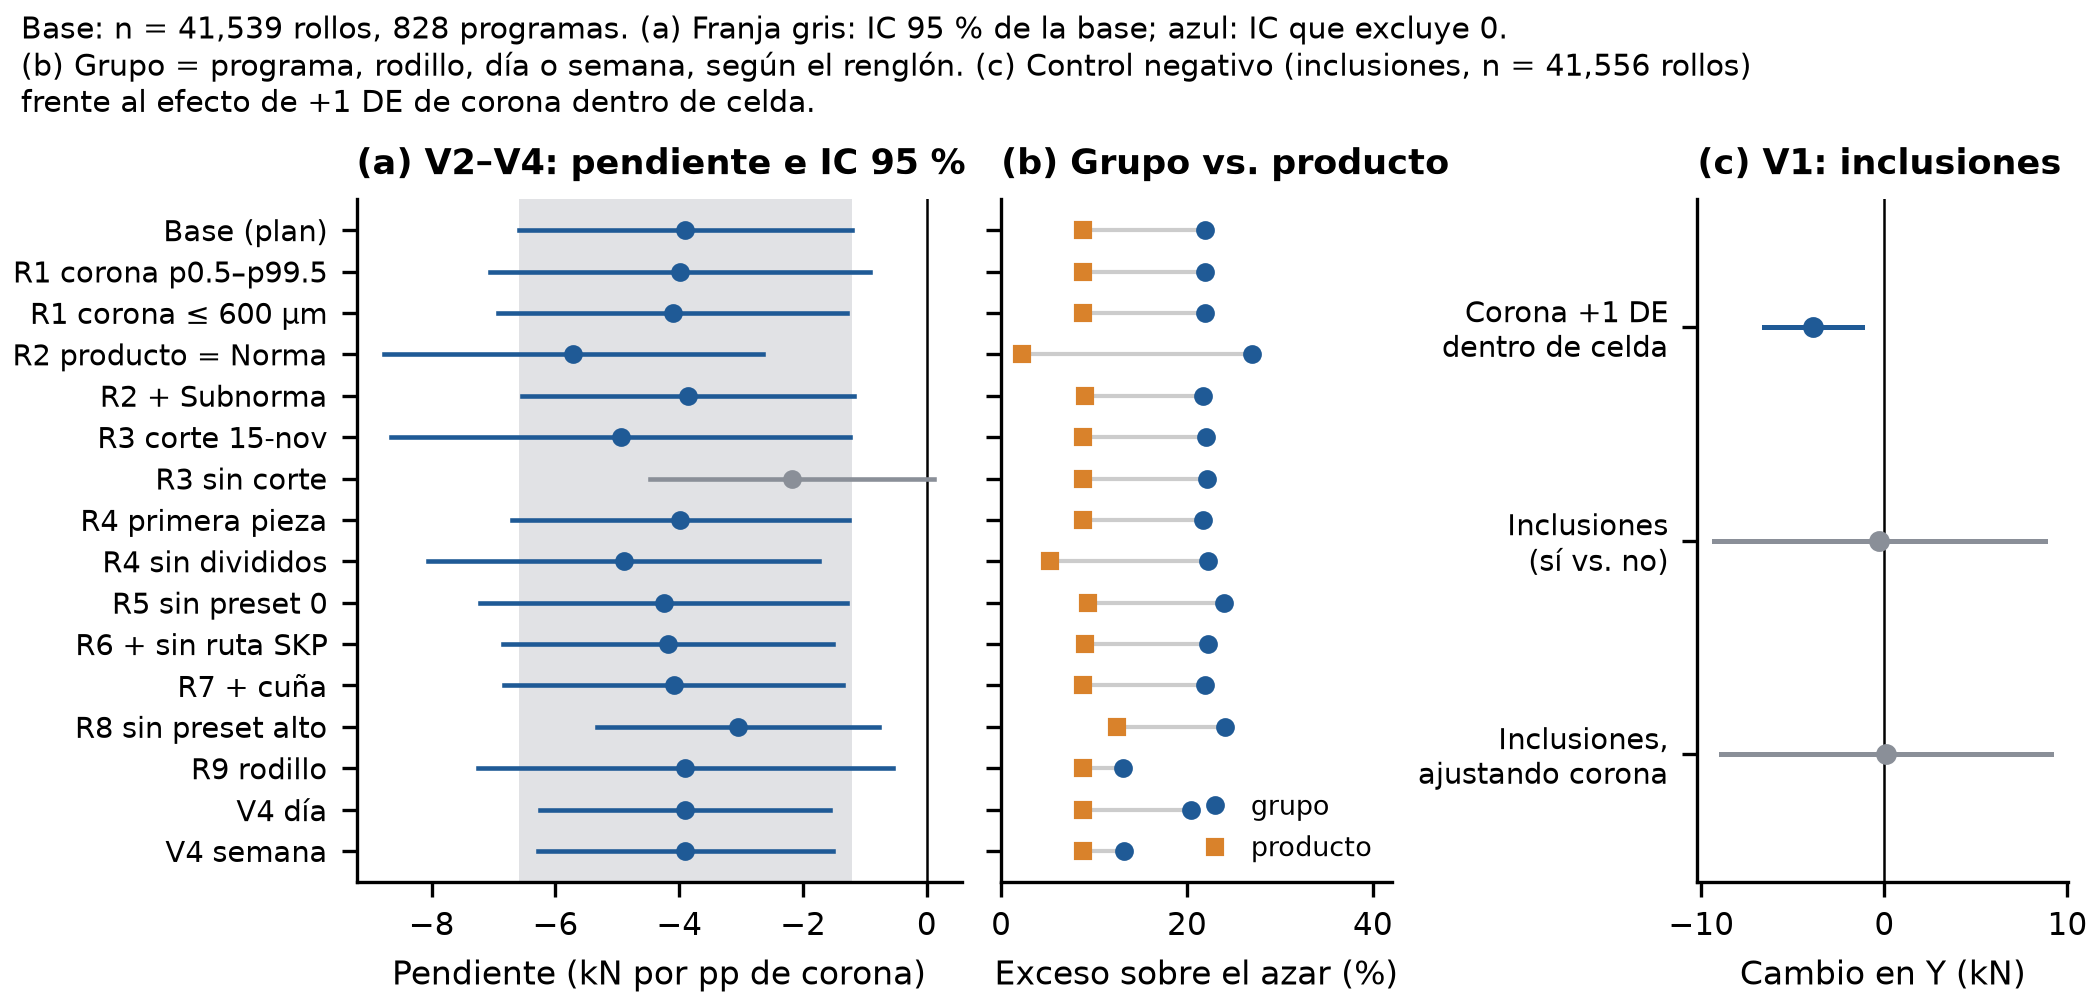 Base: n = 41,539 rollos, 828 programas. (a) Franja gris: IC 95 % de la base; azul: IC que excluye 0.
(b) Grupo = programa, rodillo, día o semana, según el renglón. (c) Control negativo (inclusiones, n = 41,556 rollos)
frente al efecto de +1 DE de corona dentro de celda.
(a) V2–V4: pendiente e IC 95 %
Base (plan)
R1 corona p0.5–p99.5
R1 corona ≤ 600 µm
R2 producto = Norma
R2 + Subnorma
R3 corte 15-nov
R3 sin corte
R4 primera pieza
R4 sin divididos
R5 sin preset 0
R6 + sin ruta SKP
R7 + cuña
R8 sin preset alto
R9 rodillo
V4 día
V4 semana
−8 −6 −4 −2 0
Pendiente (kN por pp de corona)
(b) Grupo vs. producto
grupo
producto
0 20 40
Exceso sobre el azar (%)
(c) V1: inclusiones
Corona +1 DE
dentro de celda
Inclusiones
(sí vs. no)
Inclusiones,
ajustando corona
−10 0 10
Cambio en Y (kN)